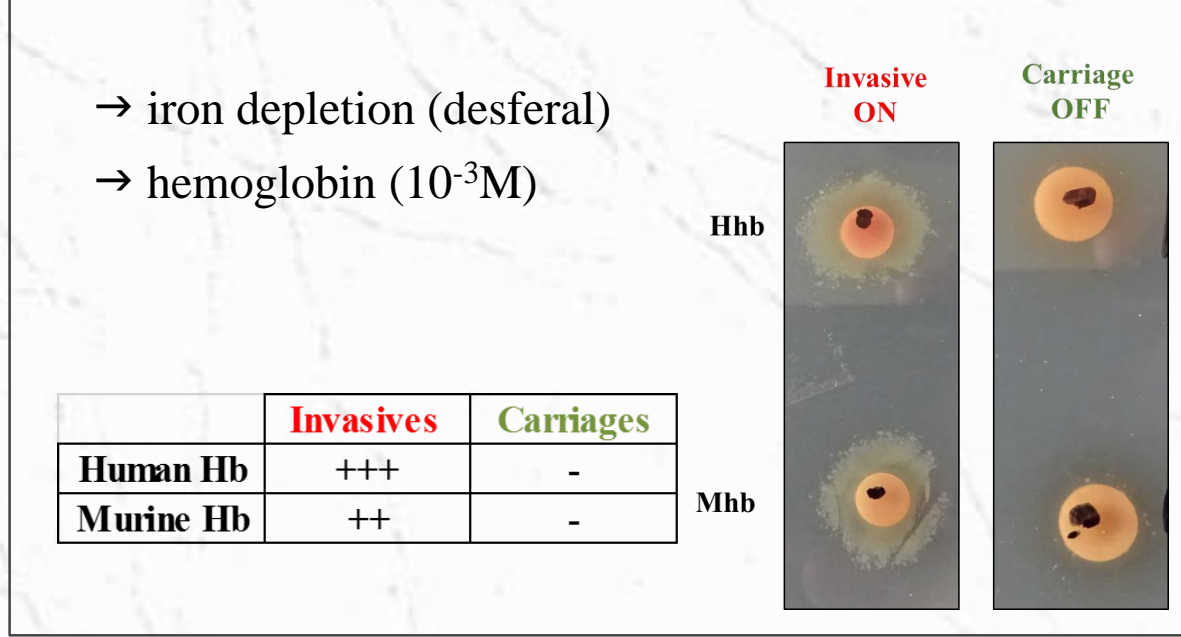 → iron depletion (desferal)
→ hemoglobin (10⁻³M)
Invasives Carriages
Human Hb +++ -
Murine Hb ++ -
Invasive
ON
Carriage
OFF
Hhb
Mhb